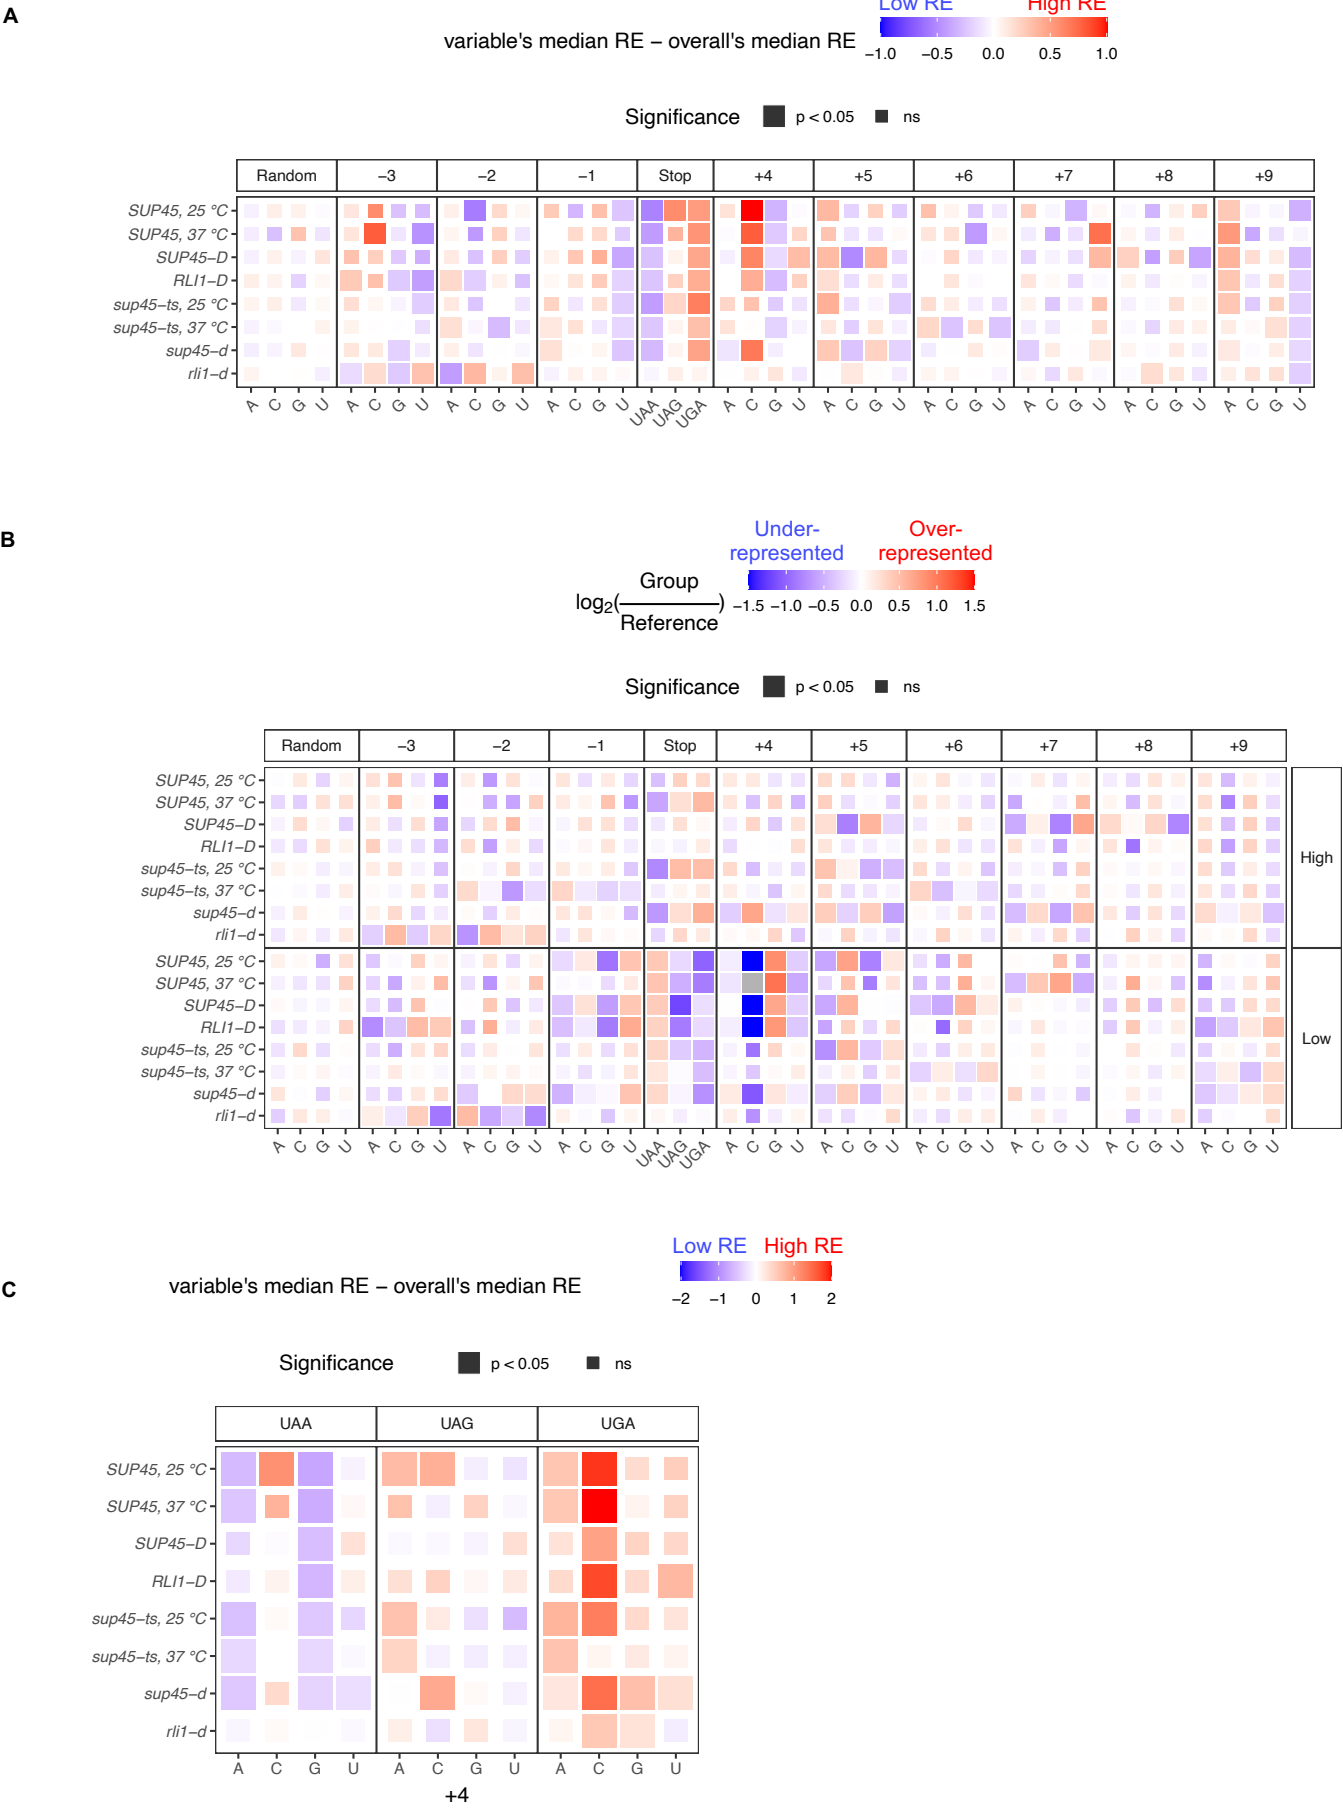 A
Low RE High RE
variable's median RE − overall's median RE
−1.0 −0.5 0.0 0.5 1.0
Significance p < 0.05 ns
Random −3 −2 −1 Stop +4 +5 +6 +7 +8 +9
SUP45, 25 °C
SUP45, 37 °C
SUP45−D
RLI1−D
sup45−ts, 25 °C
sup45−ts, 37 °C
sup45−d
rli1−d
A C G U A C G U A C G U A C G U UAA UAG UGA A C G U A C G U A C G U A C G U A C G U A C G U
B
Under- Over-
represented represented
log2(Group/Reference)
−1.5 −1.0 −0.5 0.0 0.5 1.0 1.5
Significance p < 0.05 ns
Random −3 −2 −1 Stop +4 +5 +6 +7 +8 +9
SUP45, 25 °C
SUP45, 37 °C
SUP45−D
RLI1−D
sup45−ts, 25 °C
sup45−ts, 37 °C
sup45−d
rli1−d
High
SUP45, 25 °C
SUP45, 37 °C
SUP45−D
RLI1−D
sup45−ts, 25 °C
sup45−ts, 37 °C
sup45−d
rli1−d
Low
A C G U A C G U A C G U A C G U UAA UAG UGA A C G U A C G U A C G U A C G U A C G U A C G U
C
Low RE High RE
variable's median RE − overall's median RE
−2 −1 0 1 2
Significance p < 0.05 ns
UAA UAG UGA
SUP45, 25 °C
SUP45, 37 °C
SUP45−D
RLI1−D
sup45−ts, 25 °C
sup45−ts, 37 °C
sup45−d
rli1−d
A C G U A C G U A C G U
+4